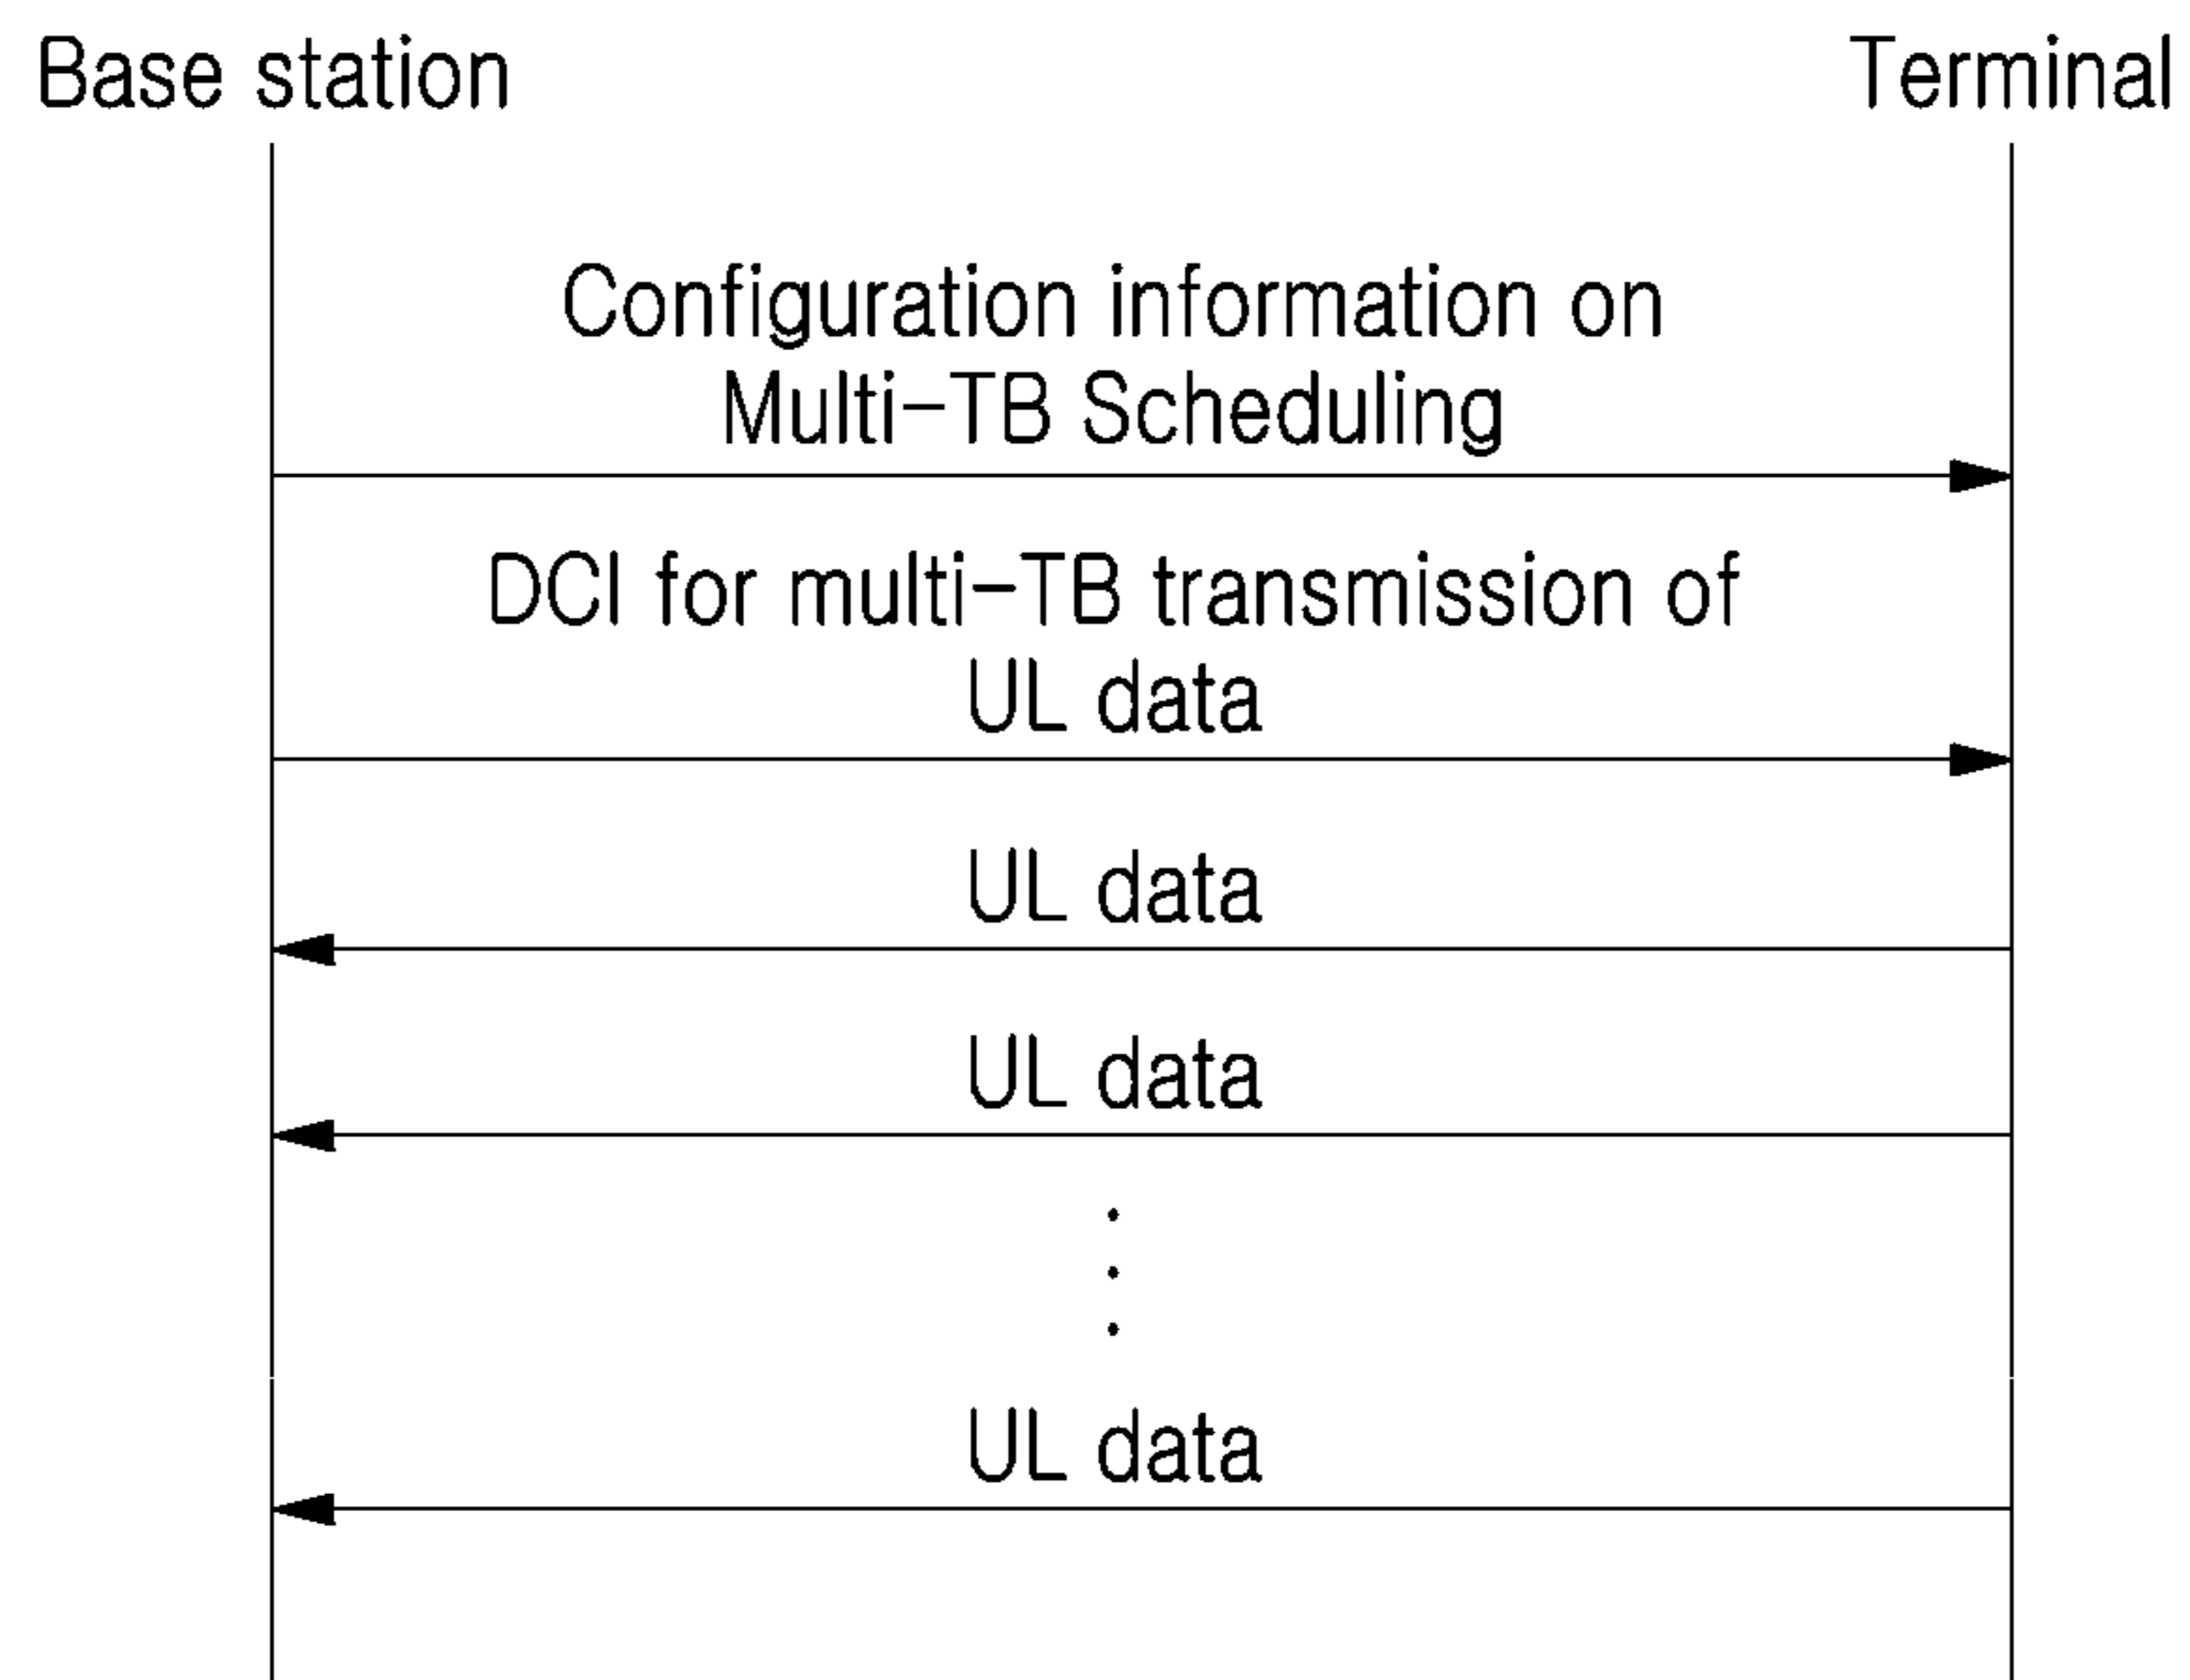 Base station
Terminal
Configuration information on
Multi-TB Scheduling
DCI for multi-TB transmission of
UL data
UL data
UL data
UL data